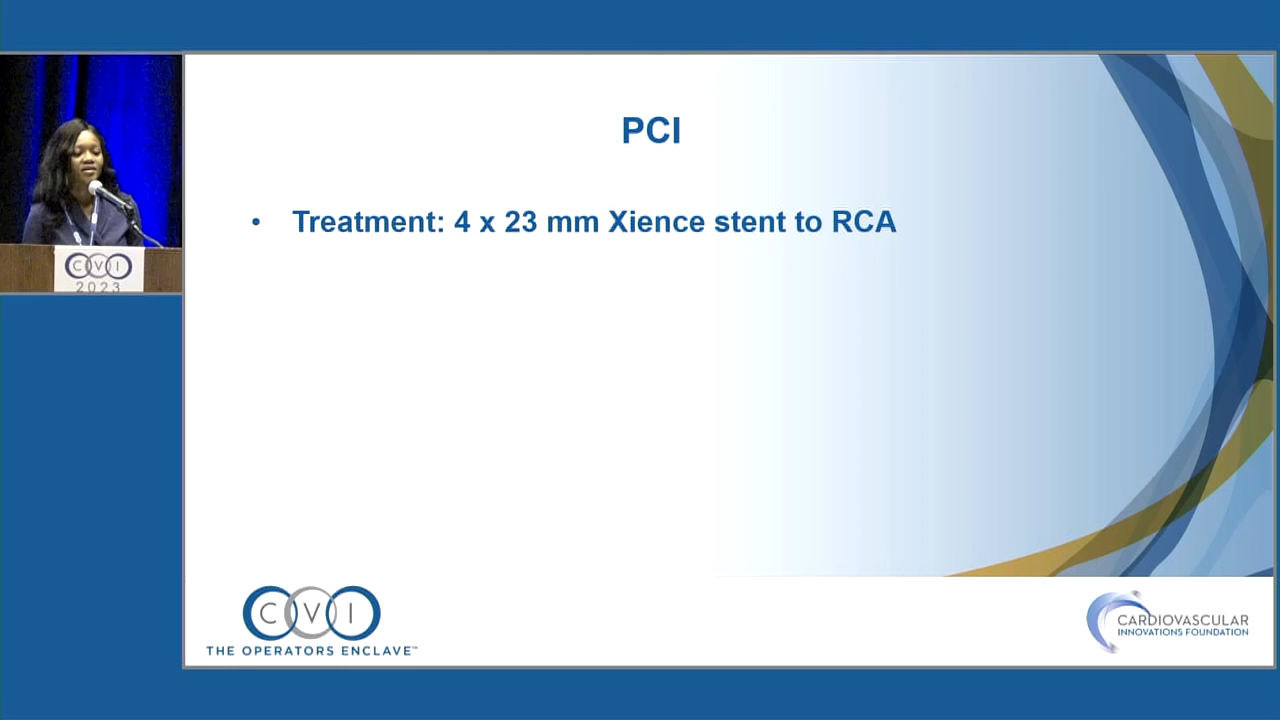 PCI
• Treatment: 4 x 23 mm Xience stent to RCA
CVI
2023
CVI
THE OPERATORS ENCLAVE™
CARDIOVASCULAR
INNOVATIONS FOUNDATION